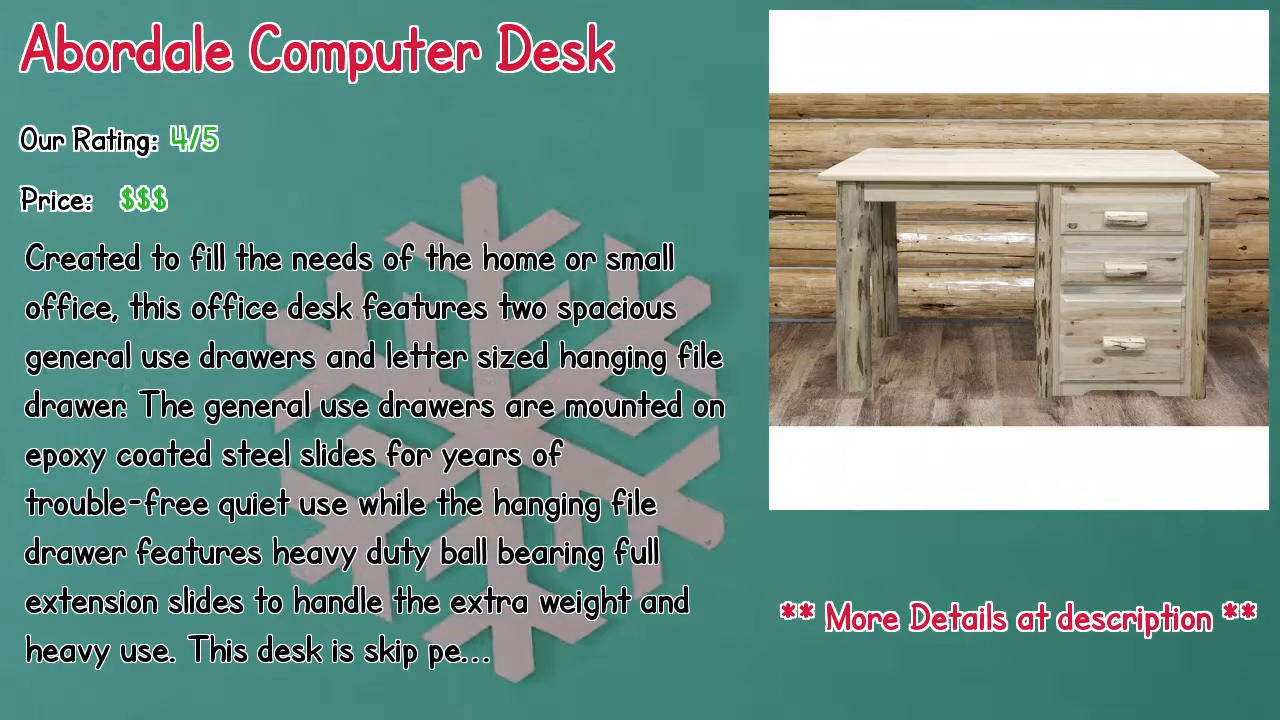 Abordale Computer Desk
Our Rating: 4/5
Price: $$$
Created to fill the needs of the home or small
office, this office desk features two spacious
general use drawers and letter sized hanging file
drawer. The general use drawers are mounted on
epoxy coated steel slides for years of
trouble-free quiet use while the hanging file
drawer features heavy duty ball bearing full
extension slides to handle the extra weight and
heavy use. This desk is skip pe...
** More Details at description **